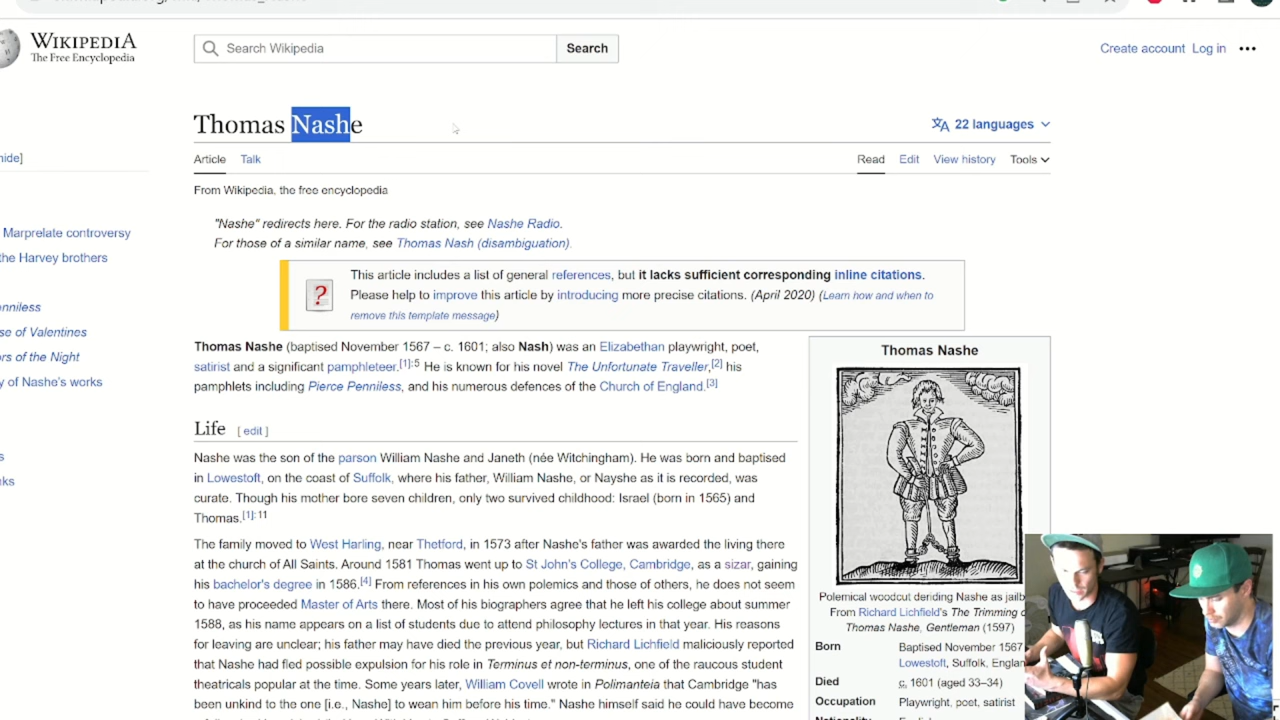 WIKIPEDIA
The Free Encyclopedia
Search Wikipedia
Search
Create account Log in
Thomas Nashe
22 languages
hide]
Article Talk
Read Edit View history Tools
From Wikipedia, the free encyclopedia
"Nashe" redirects here. For the radio station, see Nashe Radio.
For those of a similar name, see Thomas Nash (disambiguation).
Marprelate controversy
the Harvey brothers
This article includes a list of general references, but it lacks sufficient corresponding inline citations.
Please help to improve this article by introducing more precise citations. (April 2020) (Learn how and when to
remove this template message)
enniless
se of Valentines
ors of the Night
y of Nashe's works
s
ks
Thomas Nashe (baptised November 1567 – c. 1601; also Nash) was an Elizabethan playwright, poet,
satirist and a significant pamphleteer.[1]:5 He is known for his novel The Unfortunate Traveller,[2] his
pamphlets including Pierce Penniless, and his numerous defences of the Church of England.[3]
Life [ edit ]
Nashe was the son of the parson William Nashe and Janeth (née Witchingham). He was born and baptised
in Lowestoft, on the coast of Suffolk, where his father, William Nashe, or Nayshe as it is recorded, was
curate. Though his mother bore seven children, only two survived childhood: Israel (born in 1565) and
Thomas.[1]:11
The family moved to West Harling, near Thetford, in 1573 after Nashe's father was awarded the living there
at the church of All Saints. Around 1581 Thomas went up to St John's College, Cambridge, as a sizar, gaining
his bachelor's degree in 1586.[4] From references in his own polemics and those of others, he does not seem
to have proceeded Master of Arts there. Most of his biographers agree that he left his college about summer
1588, as his name appears on a list of students due to attend philosophy lectures in that year. His reasons
for leaving are unclear; his father may have died the previous year, but Richard Lichfield maliciously reported
that Nashe had fled possible expulsion for his role in Terminus et non-terminus, one of the raucous student
theatricals popular at the time. Some years later, William Covell wrote in Polimanteia that Cambridge "has
been unkind to the one [i.e., Nashe] to wean him before his time." Nashe himself said he could have become
Thomas Nashe
Polemical woodcut deriding Nashe as jailb
From Richard Lichfield's The Trimming o
Thomas Nashe, Gentleman (1597)
Born Baptised November 1567
Lowestoft, Suffolk, Englan
Died c. 1601 (aged 33–34)
Occupation Playwright, poet, satirist